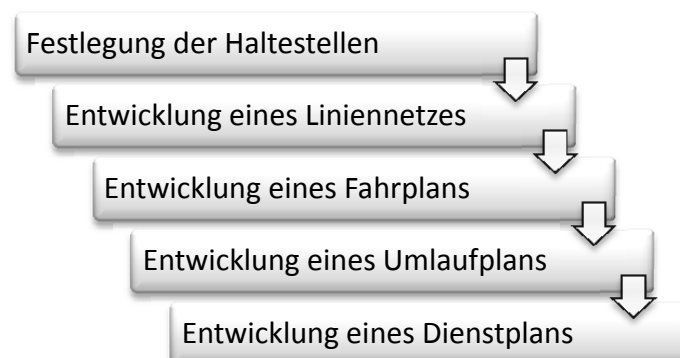 Festlegung der Haltestellen
Entwicklung eines Liniennetzes
Entwicklung eines Fahrplans
Entwicklung eines Umlaufplans
Entwicklung eines Dienstplans